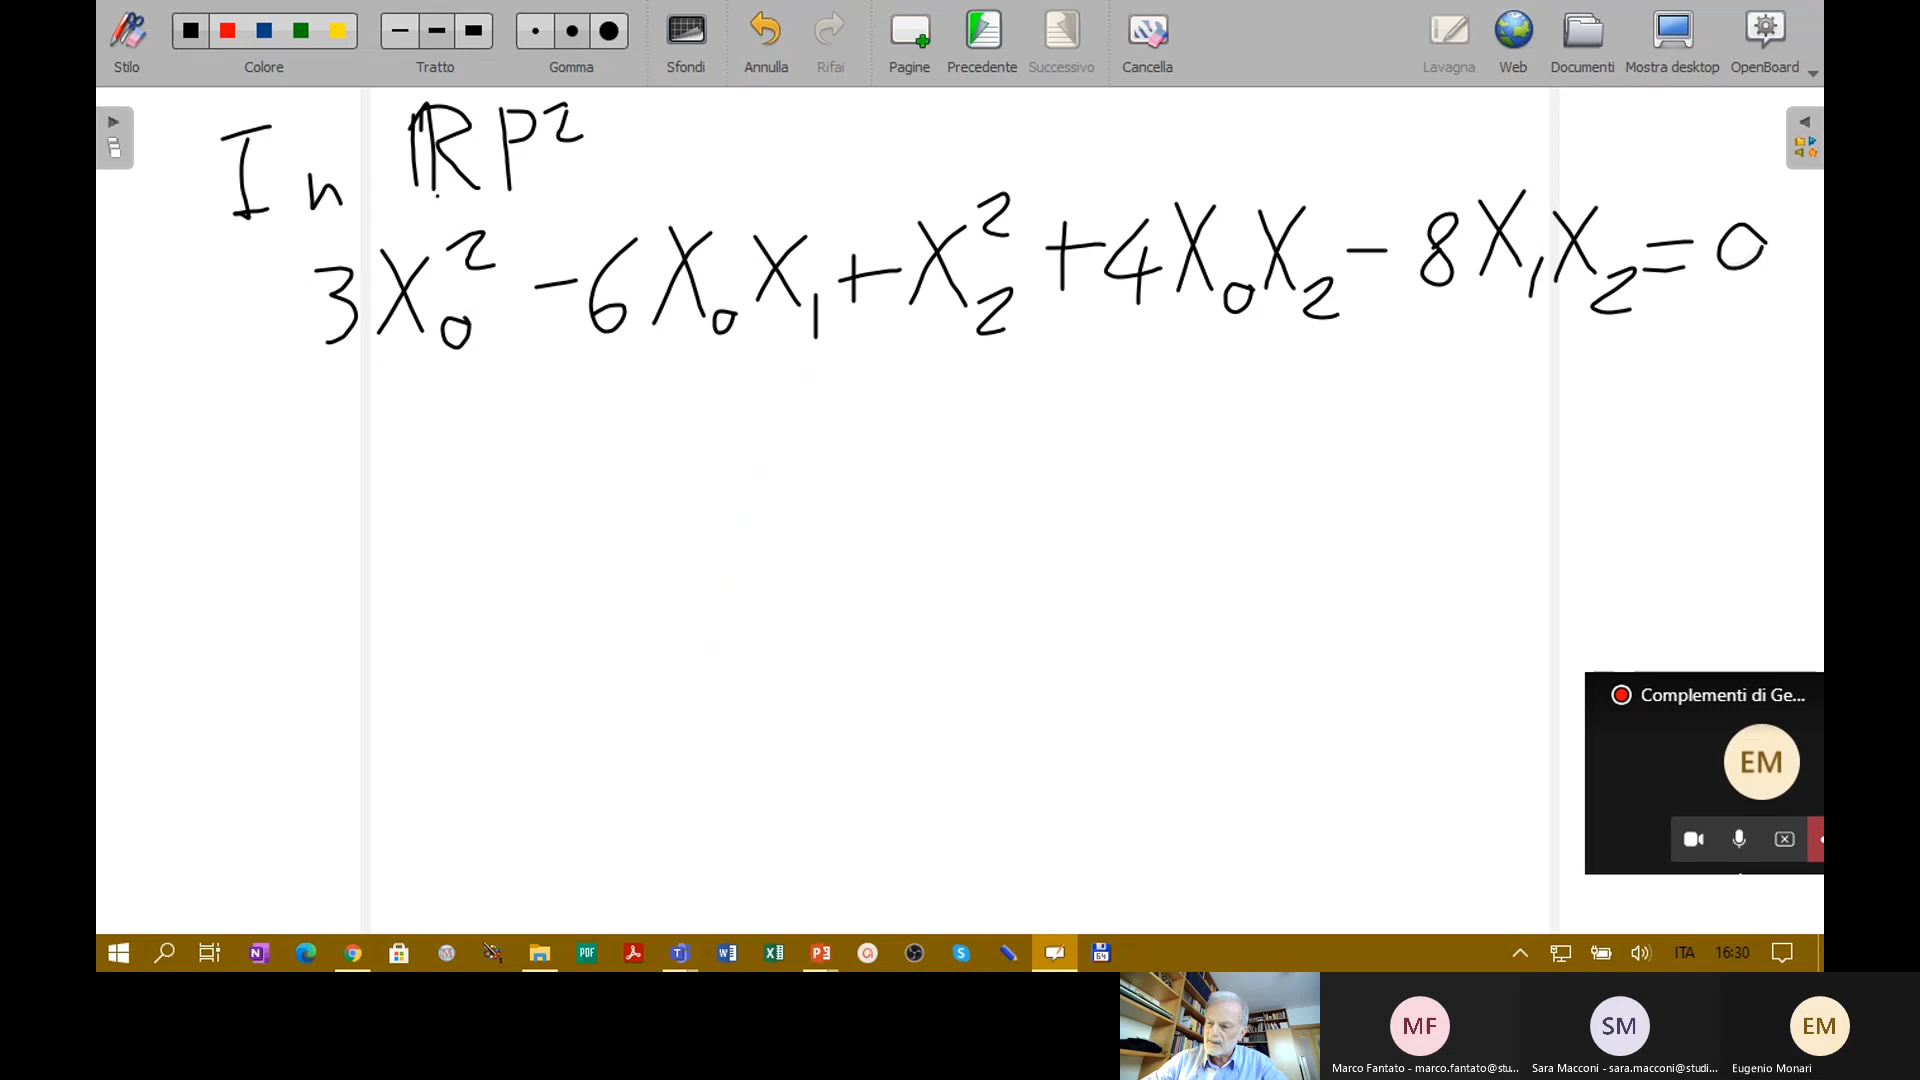 Stilo
Colore
Tratto
Gomma
Sfondi
Annulla
Rifai
Pagine
Precedente
Successivo
Cancella
Lavagna
Web
Documenti
Mostra desktop
OpenBoard
In ℝP²
3X₀² - 6X₀X₁ + X₂² + 4X₀X₂ - 8X₁X₂ = 0
Complementi di Ge...
EM
ITA
16:30
MF
SM
EM
Marco Fantato - marco.fantato@stu...
Sara Macconi - sara.macconi@studi...
Eugenio Monari